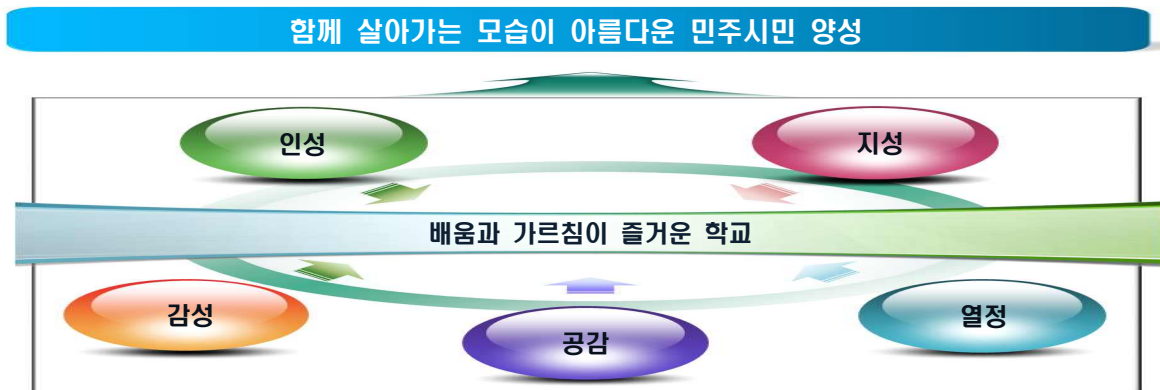 함께 살아가는 모습이 아름다운 민주시민 양성
인성
지성
배움과 가르침이 즐거운 학교
감성
공감
열정